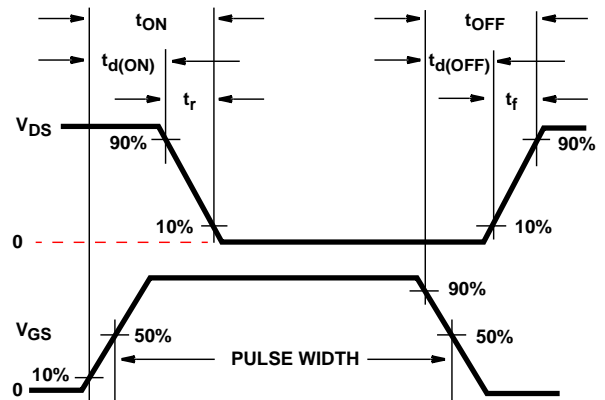 tON
tOFF
td(ON)
td(OFF)
tr
tf
VDS
90%
90%
10%
10%
0
90%
VGS
50%
50%
PULSE WIDTH
10%
0